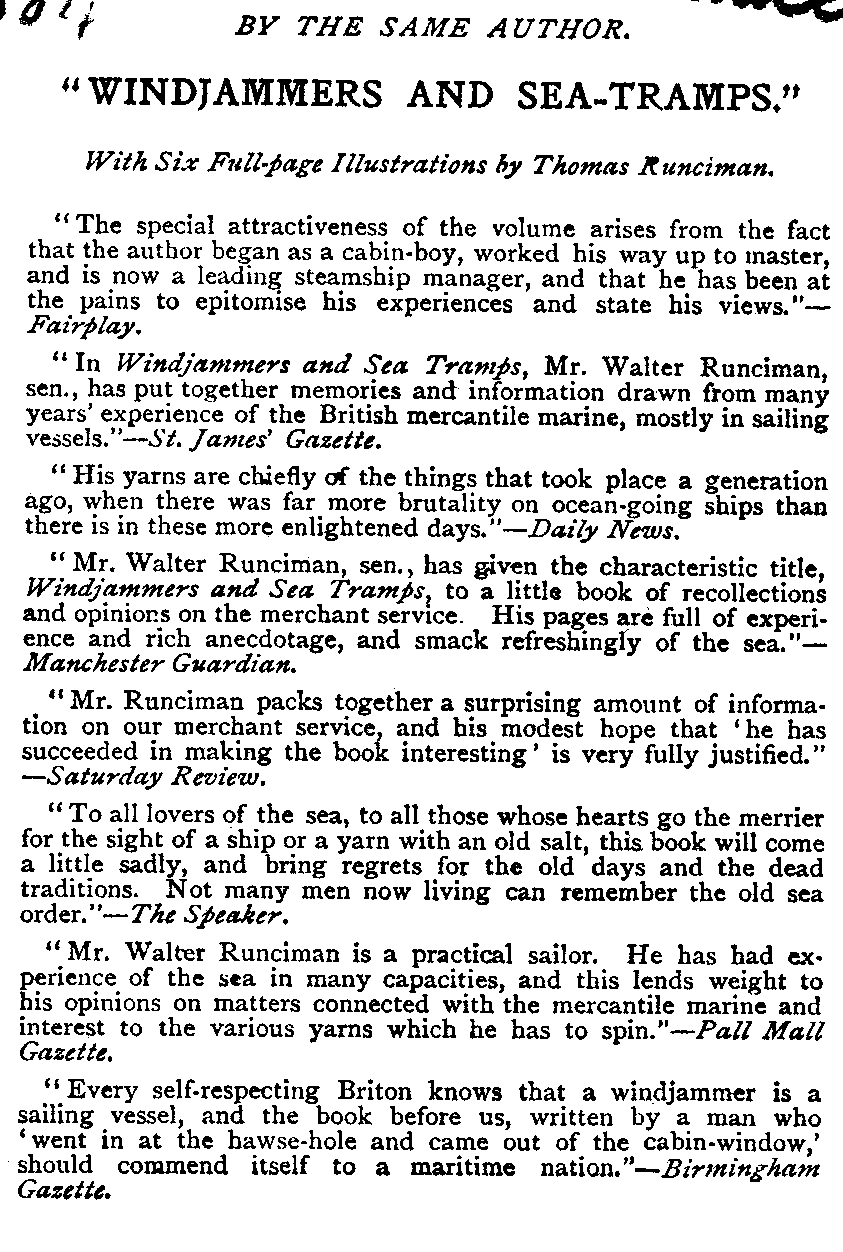 BY THE SAME AUTHOR.
"WINDJAMMERS AND SEA-TRAMPS."
With Six Full-page Illustrations by Thomas Runciman.
"The special attractiveness of the volume arises from the fact
that the author began as a cabin-boy, worked his way up to master,
and is now a leading steamship manager, and that he has been at
the pains to epitomise his experiences and state his views."—
Fairplay.
"In Windjammers and Sea Tramps, Mr. Walter Runciman,
sen., has put together memories and information drawn from many
years' experience of the British mercantile marine, mostly in sailing
vessels."—St. James' Gazette.
"His yarns are chiefly of the things that took place a generation
ago, when there was far more brutality on ocean-going ships than
there is in these more enlightened days."—Daily News.
"Mr. Walter Runciman, sen., has given the characteristic title,
Windjammers and Sea Tramps, to a little book of recollections
and opinions on the merchant service. His pages are full of experi-
ence and rich anecdotage, and smack refreshingly of the sea."—
Manchester Guardian.
"Mr. Runciman packs together a surprising amount of informa-
tion on our merchant service, and his modest hope that 'he has
succeeded in making the book interesting' is very fully justified."
—Saturday Review.
"To all lovers of the sea, to all those whose hearts go the merrier
for the sight of a ship or a yarn with an old salt, this book will come
a little sadly, and bring regrets for the old days and the dead
traditions. Not many men now living can remember the old sea
order."—The Speaker.
"Mr. Walter Runciman is a practical sailor. He has had ex-
perience of the sea in many capacities, and this lends weight to
his opinions on matters connected with the mercantile marine and
interest to the various yarns which he has to spin."—Pall Mall
Gazette.
"Every self-respecting Briton knows that a windjammer is a
sailing vessel, and the book before us, written by a man who
'went in at the hawse-hole and came out of the cabin-window,'
should commend itself to a maritime nation."—Birmingham
Gazette.